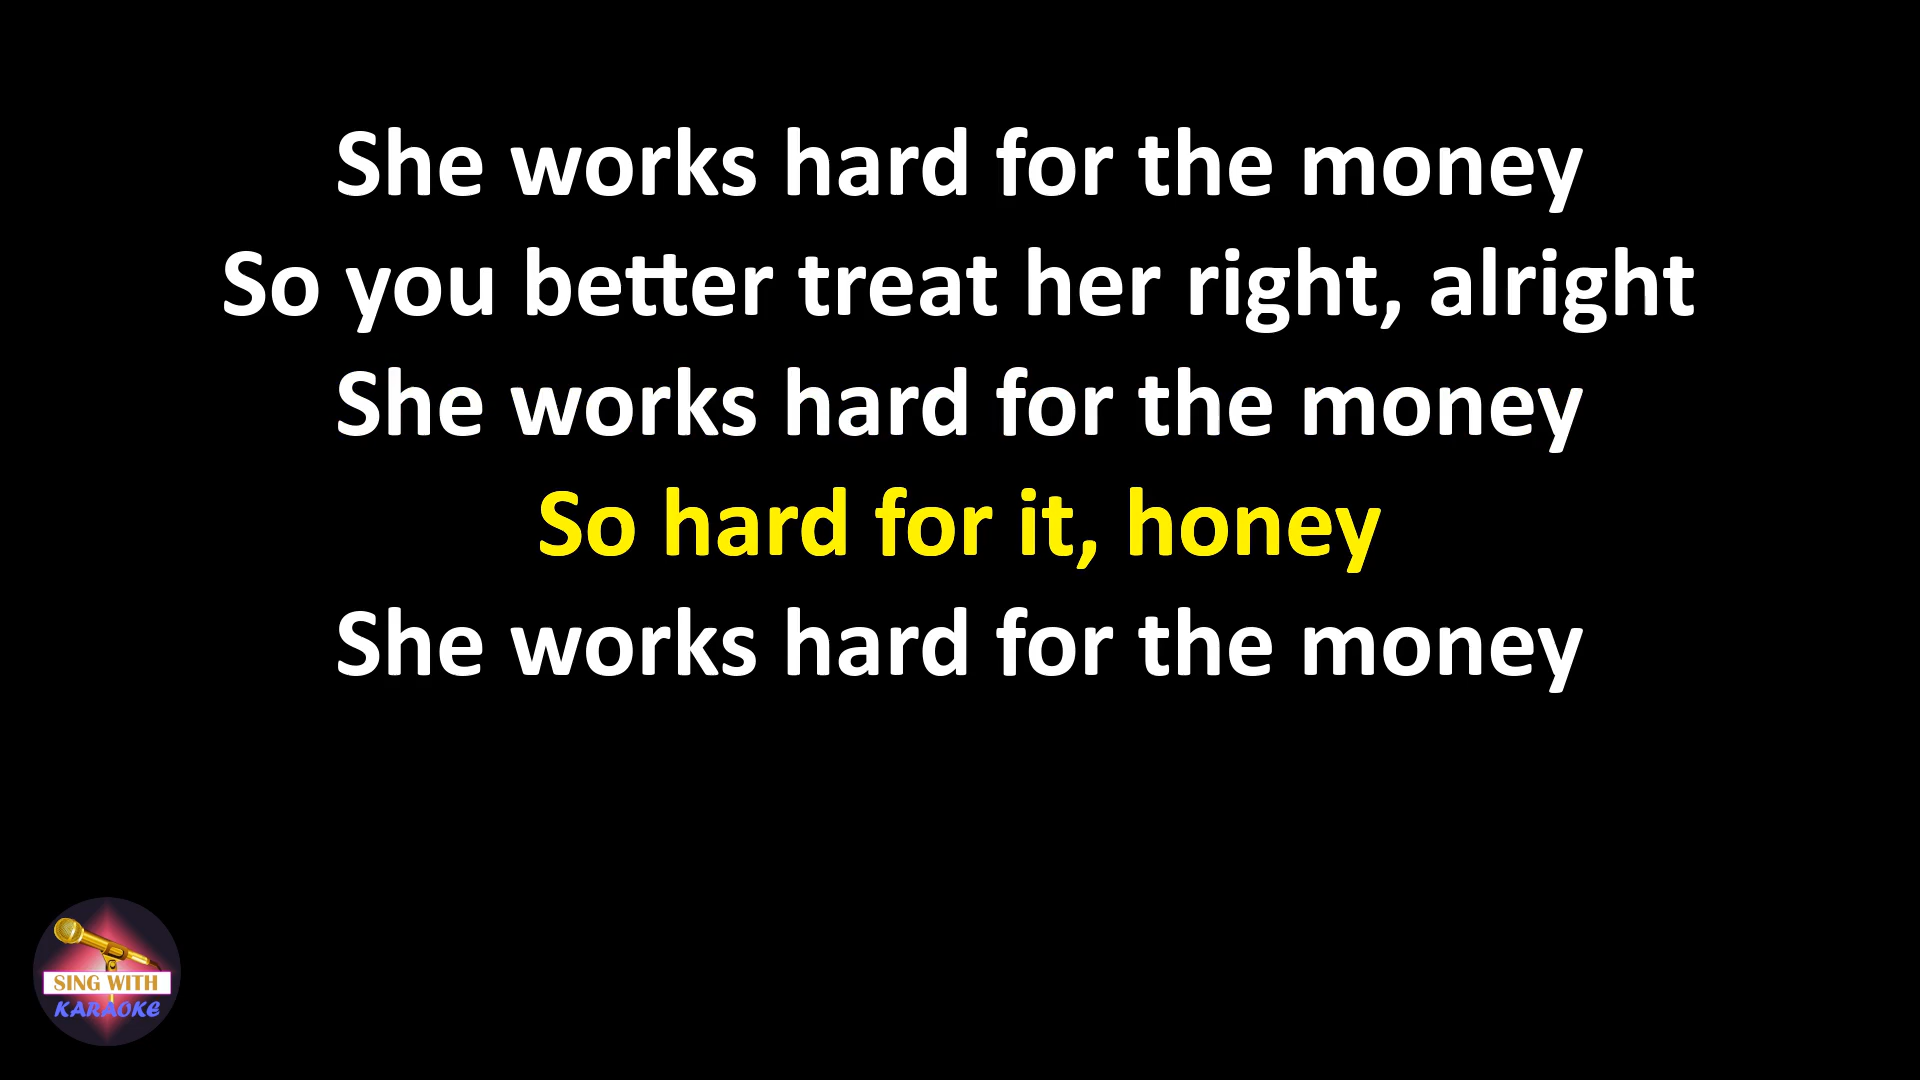 She works hard for the money
So you better treat her right, alright
She works hard for the money
So hard for it, honey
She works hard for the money
SING WITH
KARAOKE